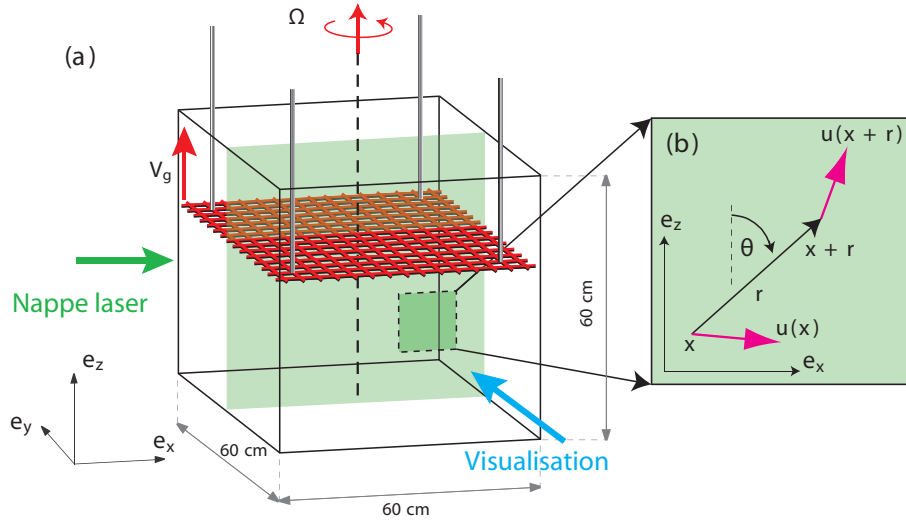 (a)
Ω
V_g
Nappe laser
e_z
e_y
e_x
60 cm
60 cm
60 cm
Visualisation
(b)
u(x + r)
e_z
θ
x + r
r
u(x)
x
e_x